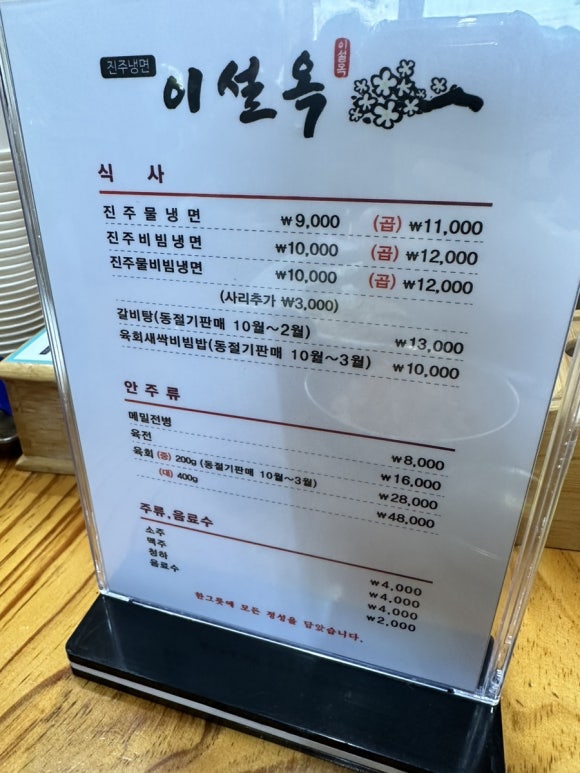 진주냉면 이설옥 이설옥
식 사
진주물냉면 ₩9,000 (곱) ₩11,000
진주비빔냉면 ₩10,000 (곱) ₩12,000
진주물비빔냉면 ₩10,000 (곱) ₩12,000
(사리추가 ₩3,000)
갈비탕(동절기판매 10월~2월) ₩13,000
육회새싹비빔밥(동절기판매 10월~3월) ₩10,000
안주류
메밀전병 ₩8,000
육전 ₩16,000
육회 (중) 200g (동절기판매 10월~3월) ₩28,000
(대) 400g ₩48,000
주류,음료수
소주 ₩4,000
맥주 ₩4,000
청하 ₩4,000
음료수 ₩2,000
한그릇에 모든 정성을 담았습니다.